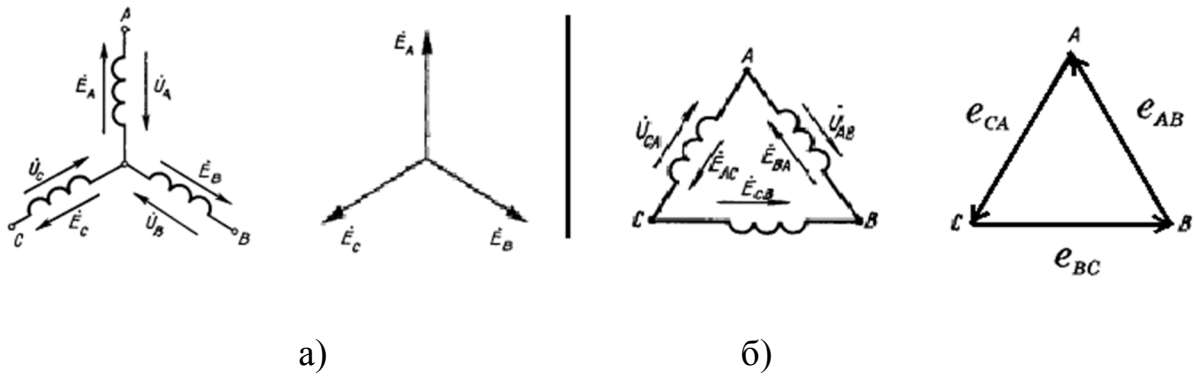 A
Ė_A
U̇_A
U̇_C
Ė_C
Ė_B
U̇_B
C
B
Ė_A
Ė_C
Ė_B
A
U̇_CA
Ė_AC
Ė_BA
U̇_AB
Ė_CB
C
B
A
e_CA
e_AB
C
B
e_BC
а)
б)